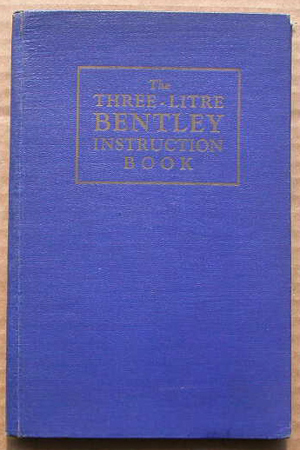 The
THREE-LITRE
BENTLEY
INSTRUCTION
BOOK